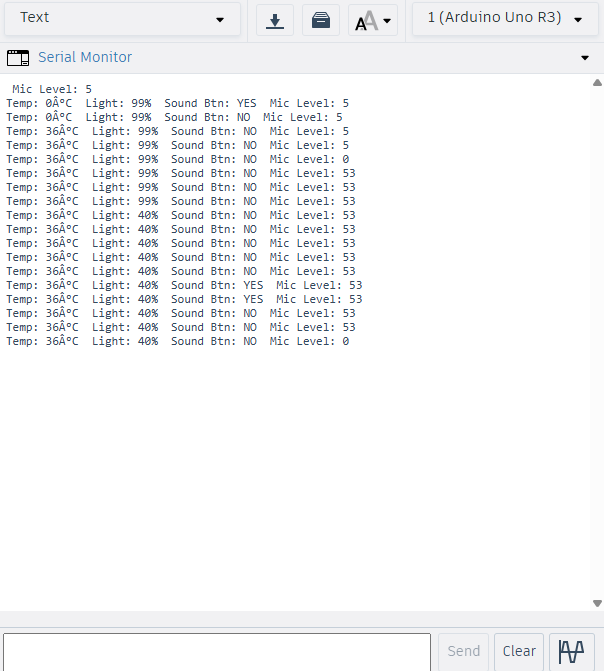 Text
1 (Arduino Uno R3)
Serial Monitor
Mic Level: 5
Temp: 0Â°C  Light: 99%  Sound Btn: YES  Mic Level: 5
Temp: 0Â°C  Light: 99%  Sound Btn: NO  Mic Level: 5
Temp: 36Â°C  Light: 99%  Sound Btn: NO  Mic Level: 5
Temp: 36Â°C  Light: 99%  Sound Btn: NO  Mic Level: 5
Temp: 36Â°C  Light: 99%  Sound Btn: NO  Mic Level: 0
Temp: 36Â°C  Light: 99%  Sound Btn: NO  Mic Level: 53
Temp: 36Â°C  Light: 99%  Sound Btn: NO  Mic Level: 53
Temp: 36Â°C  Light: 99%  Sound Btn: NO  Mic Level: 53
Temp: 36Â°C  Light: 40%  Sound Btn: NO  Mic Level: 53
Temp: 36Â°C  Light: 40%  Sound Btn: NO  Mic Level: 53
Temp: 36Â°C  Light: 40%  Sound Btn: NO  Mic Level: 53
Temp: 36Â°C  Light: 40%  Sound Btn: NO  Mic Level: 53
Temp: 36Â°C  Light: 40%  Sound Btn: NO  Mic Level: 53
Temp: 36Â°C  Light: 40%  Sound Btn: YES  Mic Level: 53
Temp: 36Â°C  Light: 40%  Sound Btn: YES  Mic Level: 53
Temp: 36Â°C  Light: 40%  Sound Btn: NO  Mic Level: 53
Temp: 36Â°C  Light: 40%  Sound Btn: NO  Mic Level: 53
Temp: 36Â°C  Light: 40%  Sound Btn: NO  Mic Level: 0
Send
Clear